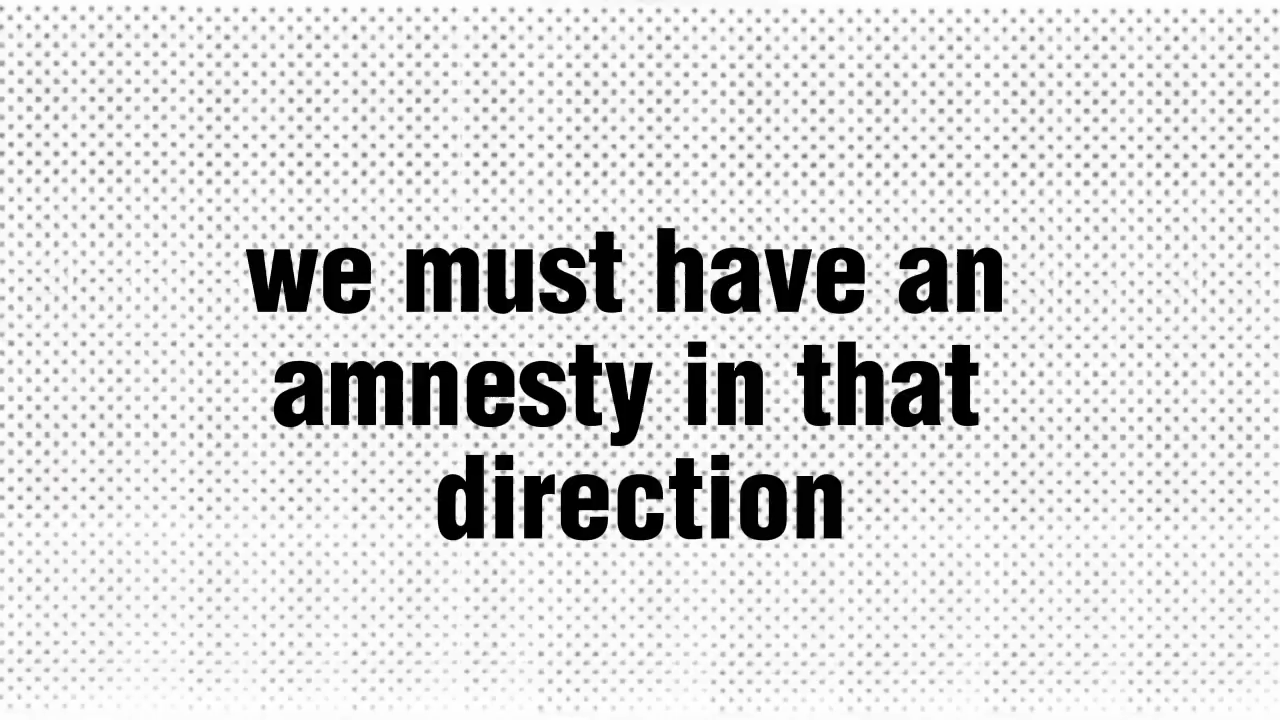 we must have an
amnesty in that
direction